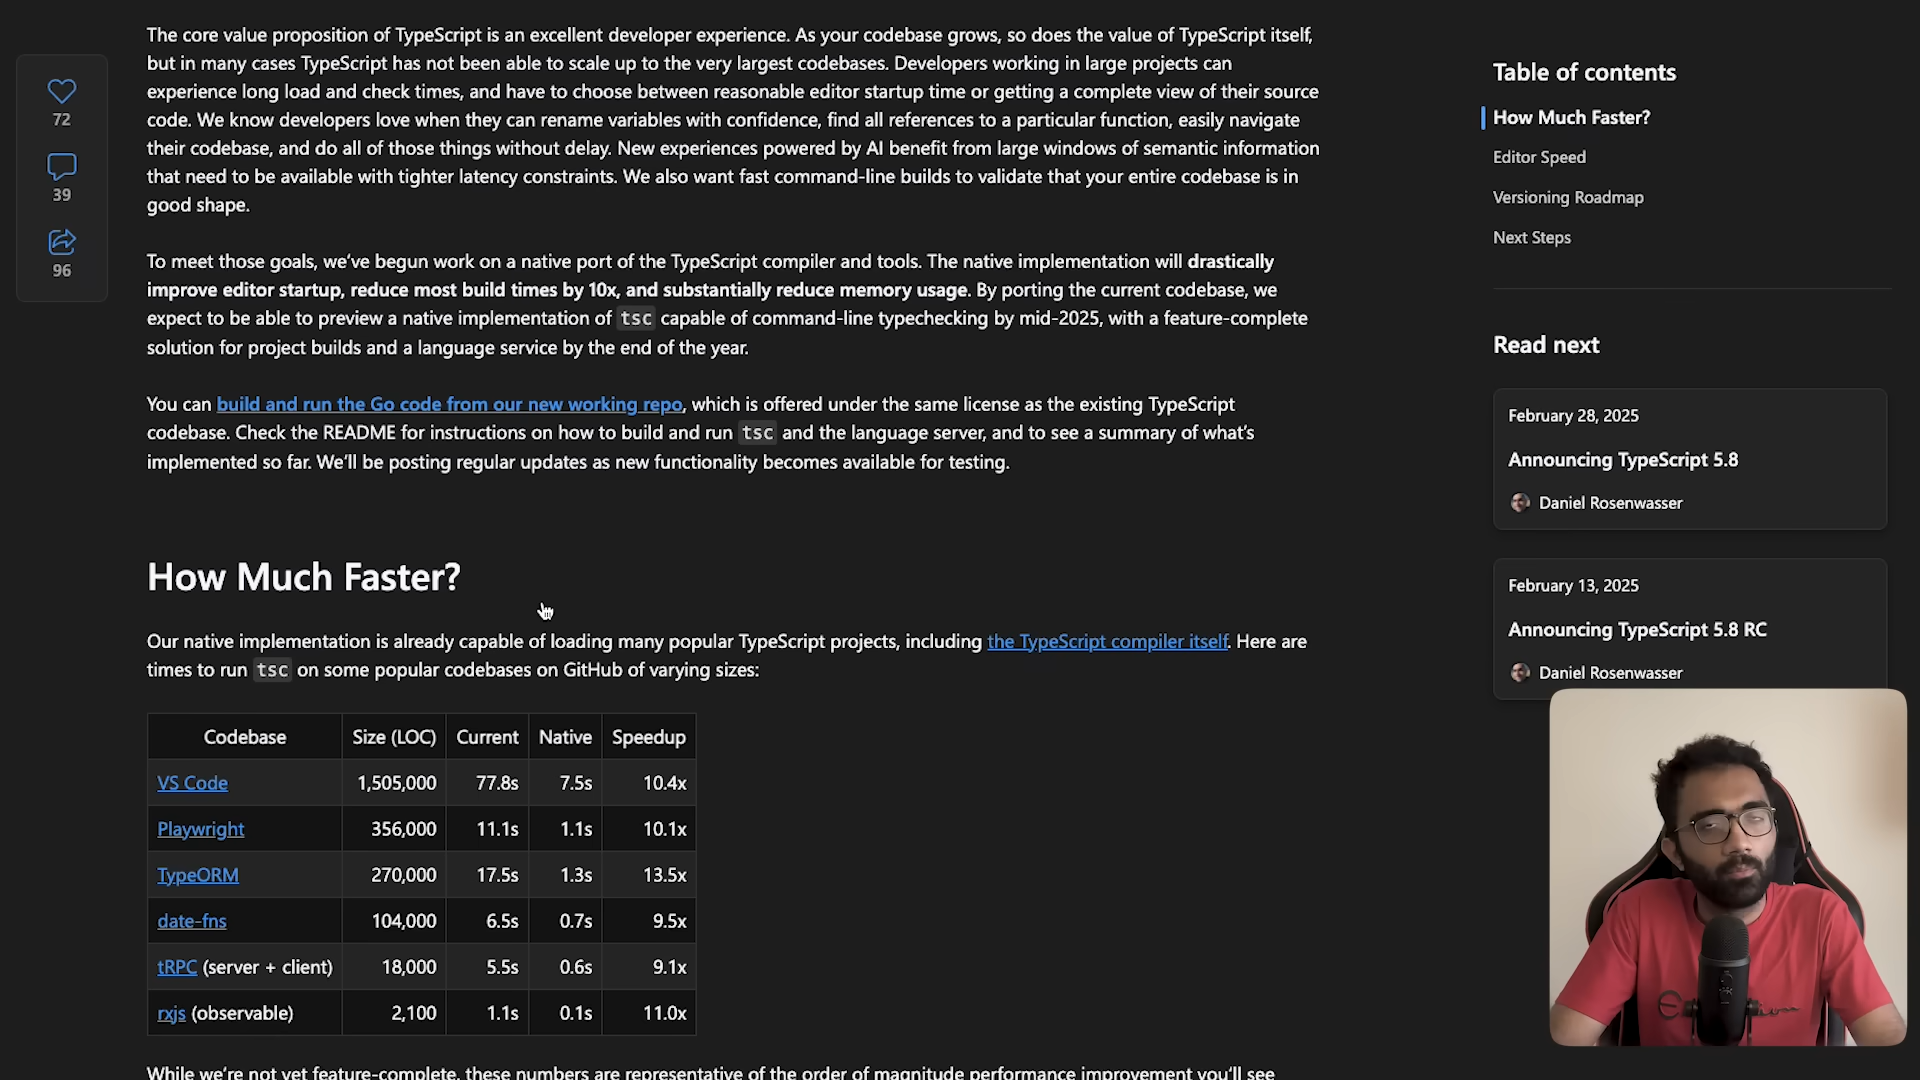 The core value proposition of TypeScript is an excellent developer experience. As your codebase grows, so does the value of TypeScript itself,
but in many cases TypeScript has not been able to scale up to the very largest codebases. Developers working in large projects can
experience long load and check times, and have to choose between reasonable editor startup time or getting a complete view of their source
code. We know developers love when they can rename variables with confidence, find all references to a particular function, easily navigate
their codebase, and do all of those things without delay. New experiences powered by AI benefit from large windows of semantic information
that need to be available with tighter latency constraints. We also want fast command-line builds to validate that your entire codebase is in
good shape.
To meet those goals, we've begun work on a native port of the TypeScript compiler and tools. The native implementation will drastically
improve editor startup, reduce most build times by 10x, and substantially reduce memory usage. By porting the current codebase, we
expect to be able to preview a native implementation of tsc capable of command-line typechecking by mid-2025, with a feature-complete
solution for project builds and a language service by the end of the year.
You can build and run the Go code from our new working repo, which is offered under the same license as the existing TypeScript
codebase. Check the README for instructions on how to build and run tsc and the language server, and to see a summary of what's
implemented so far. We'll be posting regular updates as new functionality becomes available for testing.
How Much Faster?
Our native implementation is already capable of loading many popular TypeScript projects, including the TypeScript compiler itself. Here are
times to run tsc on some popular codebases on GitHub of varying sizes:
Codebase Size (LOC) Current Native Speedup
VS Code 1,505,000 77.8s 7.5s 10.4x
Playwright 356,000 11.1s 1.1s 10.1x
TypeORM 270,000 17.5s 1.3s 13.5x
date-fns 104,000 6.5s 0.7s 9.5x
tRPC (server + client) 18,000 5.5s 0.6s 9.1x
rxjs (observable) 2,100 1.1s 0.1s 11.0x
While we're not yet feature-complete, these numbers are representative of the order of magnitude performance improvement you'll see
72
39
96
Table of contents
How Much Faster?
Editor Speed
Versioning Roadmap
Next Steps
Read next
February 28, 2025
Announcing TypeScript 5.8
Daniel Rosenwasser
February 13, 2025
Announcing TypeScript 5.8 RC
Daniel Rosenwasser